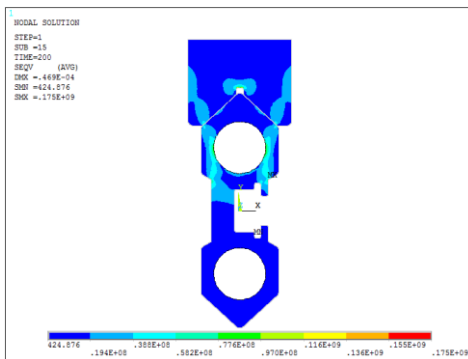 1
NODAL SOLUTION
STEP=1
SUB =15
TIME=200
SEQV (AVG)
DMX =.469E-04
SMN =424.876
SMX =.175E+09
MX
Y
Z X
MN
424.876 .388E+08 .776E+08 .116E+09 .155E+09
.194E+08 .582E+08 .970E+08 .136E+09 .175E+09